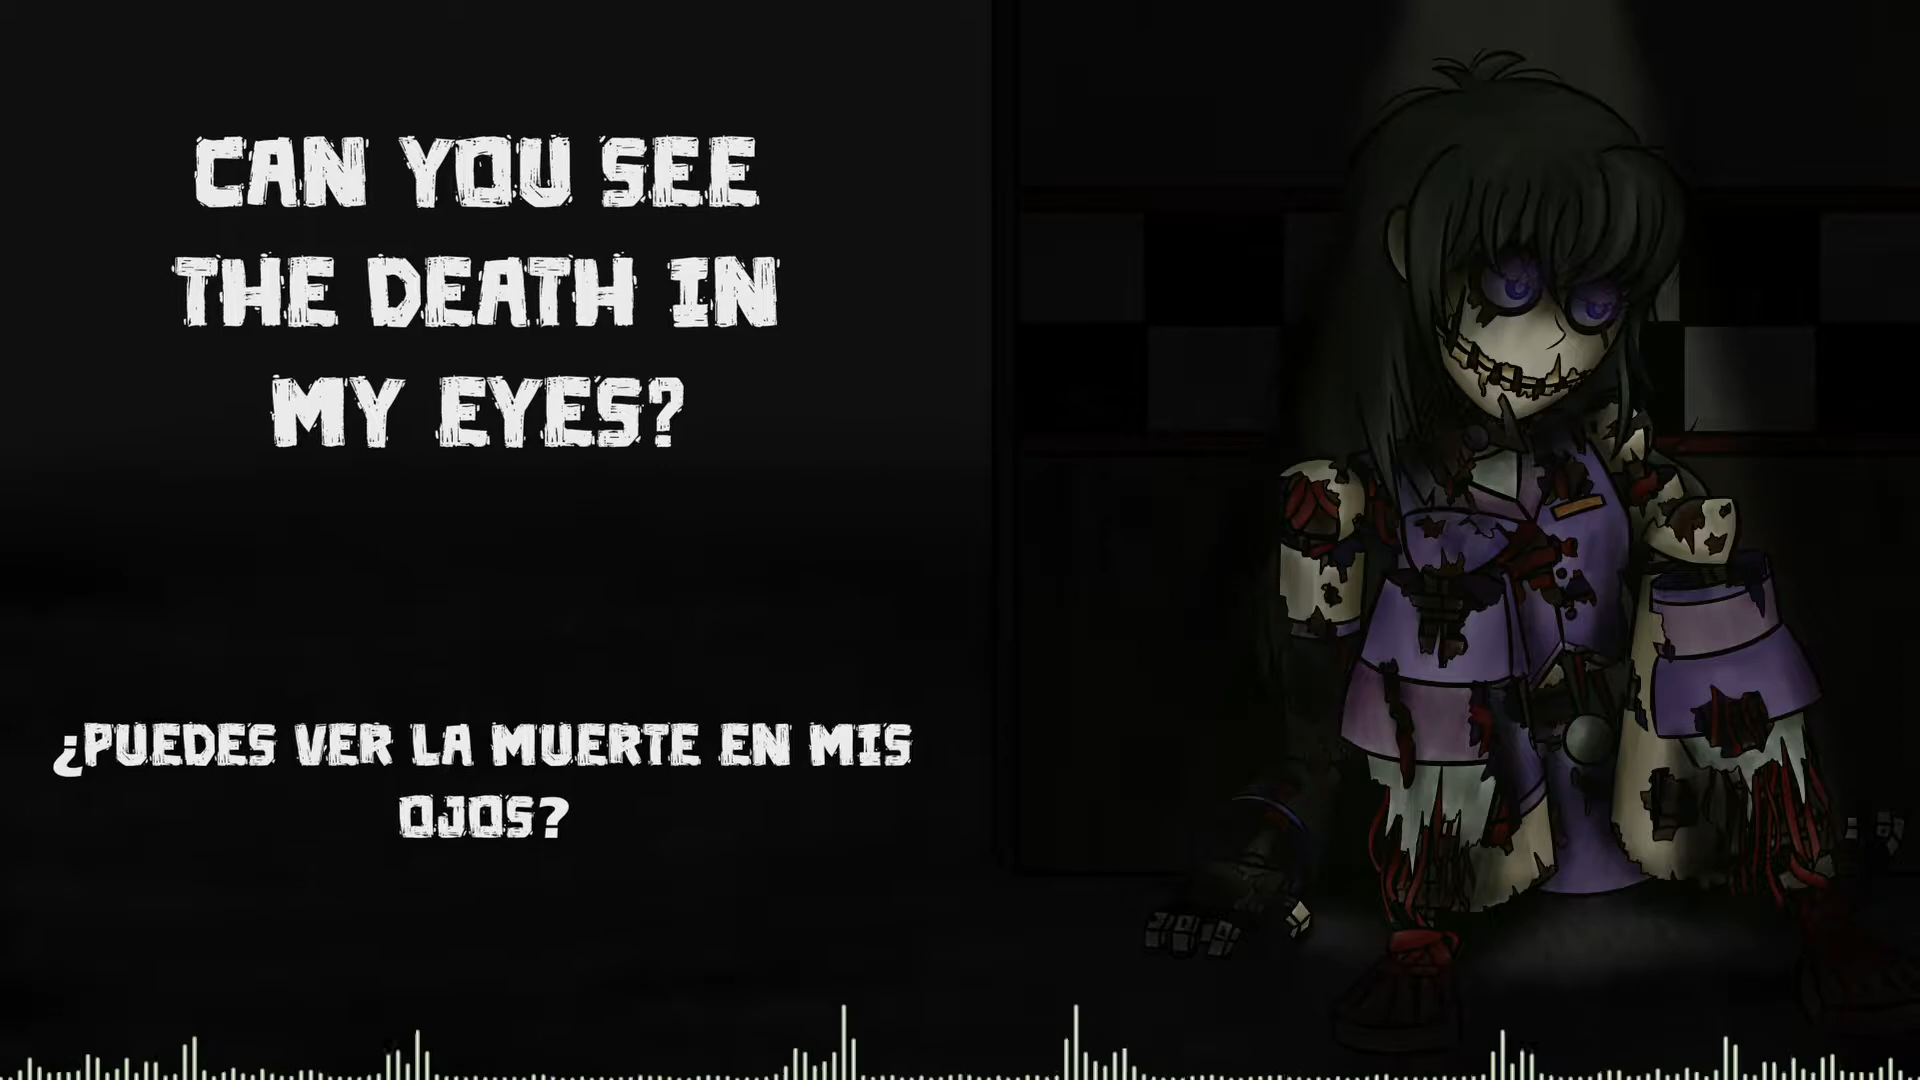 CAN YOU SEE
THE DEATH IN
MY EYES?
¿PUEDES VER LA MUERTE EN MIS
OJOS?